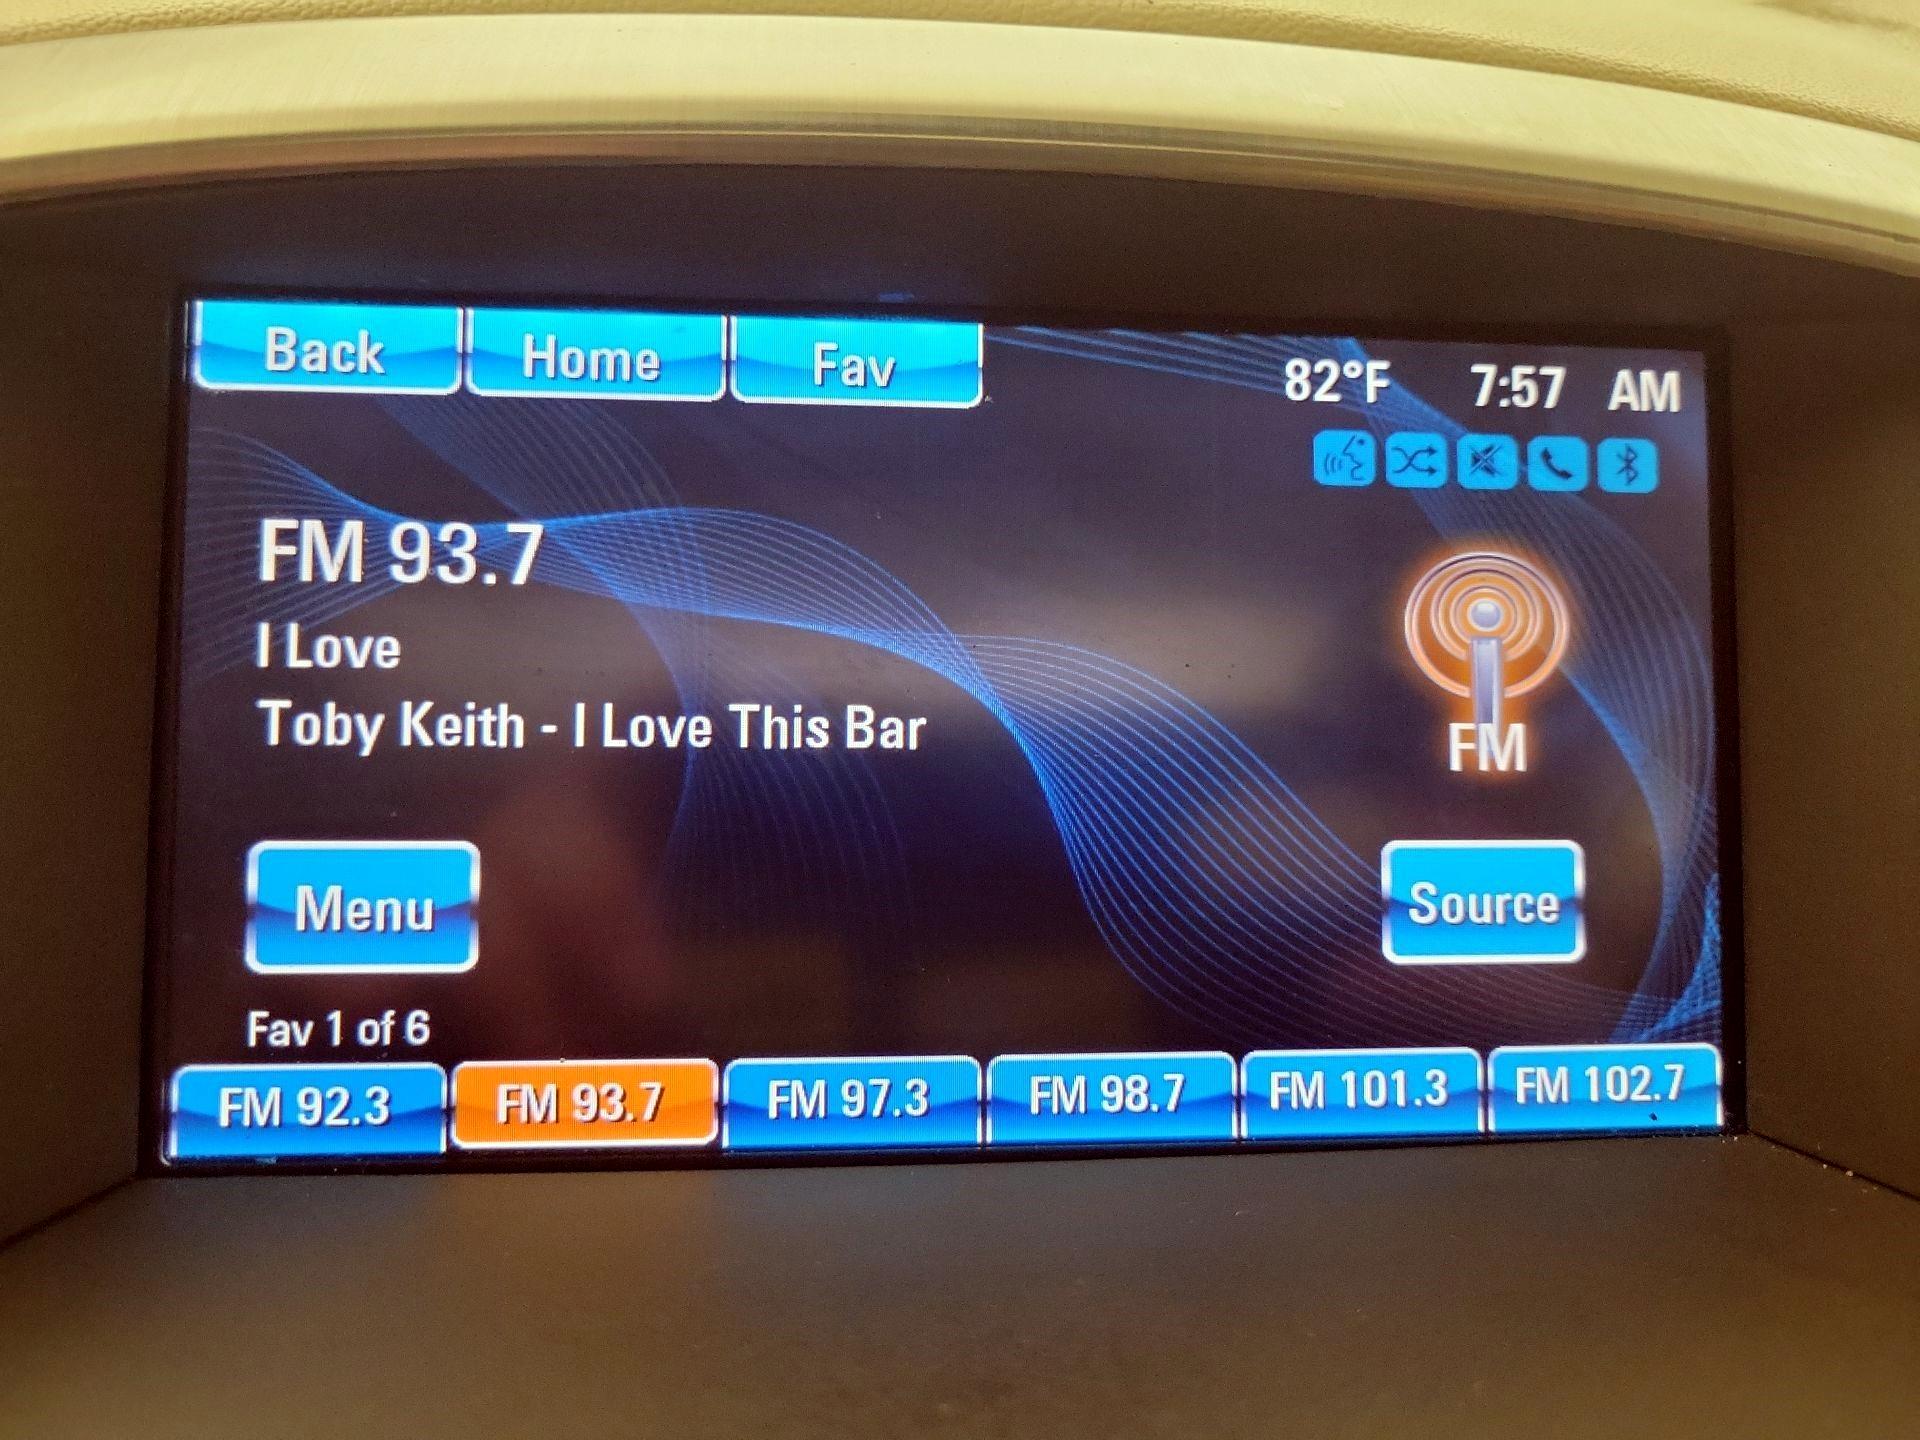 Back Home Fav 82°F 7:57 AM
FM 93.7
I Love
Toby Keith - I Love This Bar
FM
Menu Source
Fav 1 of 6
FM 92.3 FM 93.7 FM 97.3 FM 98.7 FM 101.3 FM 102.7